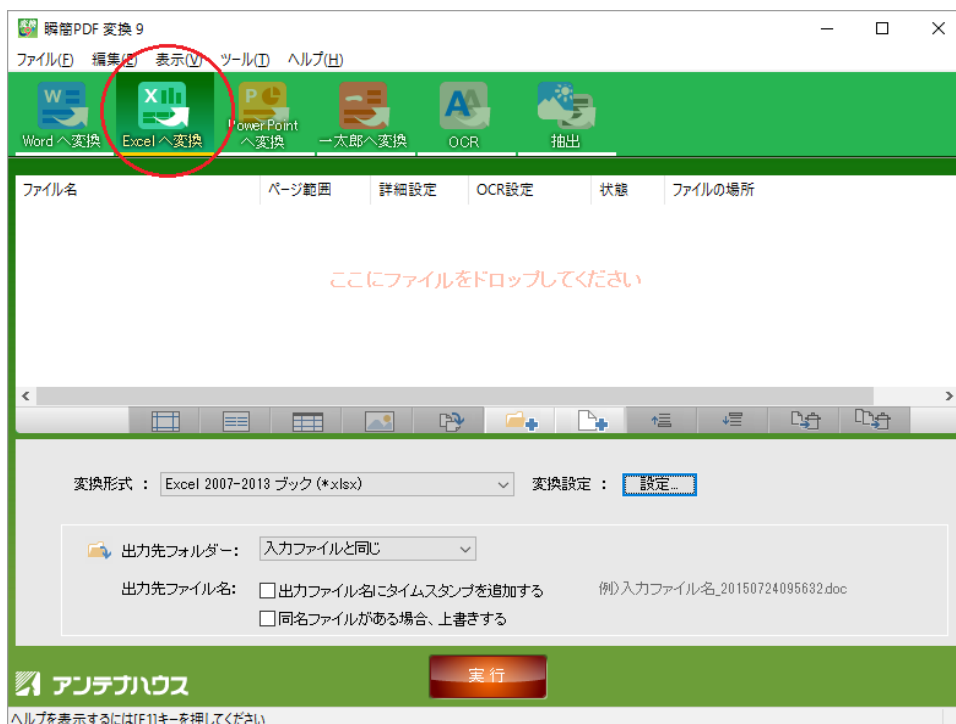 瞬簡PDF 変換 9
ファイル(F) 編集(E) 表示(V) ツール(T) ヘルプ(H)
Word へ変換 Excel へ変換 PowerPoint へ変換 一太郎へ変換 OCR 抽出
ファイル名 ページ範囲 詳細設定 OCR設定 状態 ファイルの場所
ここにファイルをドロップしてください
変換形式 : Excel 2007-2013 ブック (*.xlsx) 変換設定 : 設定...
出力先フォルダー: 入力ファイルと同じ
出力先ファイル名: 出力ファイル名にタイムスタンプを追加する 例)入力ファイル名_20150724095632.doc
同名ファイルがある場合、上書きする
実行
アンテナハウス
ヘルプを表示するには[F1]キーを押してください